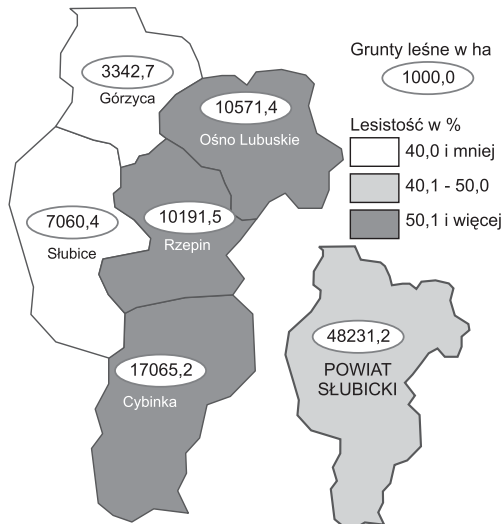 3342,7
Górzyca
10571,4
Ośno Lubuskie
7060,4
Słubice
10191,5
Rzepin
17065,2
Cybinka
Grunty leśne w ha
1000,0
Lesistość w %
40,0 i mniej
40,1 - 50,0
50,1 i więcej
48231,2
POWIAT
SŁUBICKI